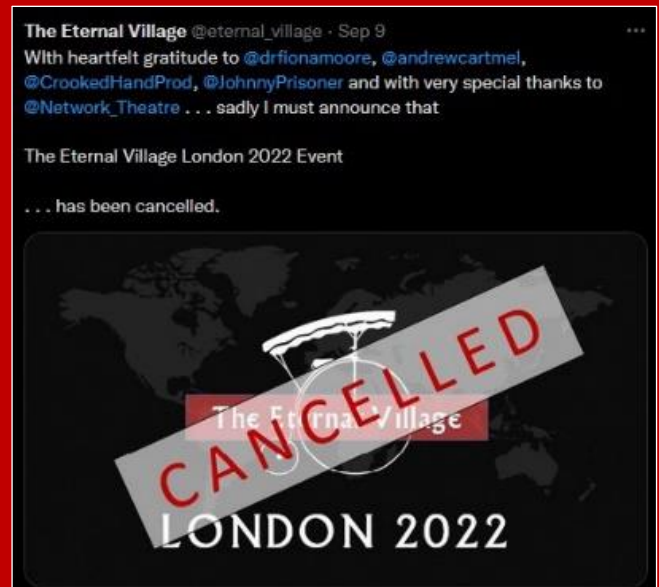 The Eternal Village @eternal_village · Sep 9
WIth heartfelt gratitude to @drfionamoore, @andrewcartmel,
@CrookedHandProd, @JohnnyPrisoner and with very special thanks to
@Network_Theatre . . . sadly I must announce that
The Eternal Village London 2022 Event
. . . has been cancelled.
The Eternal Village
CANCELLED
LONDON 2022